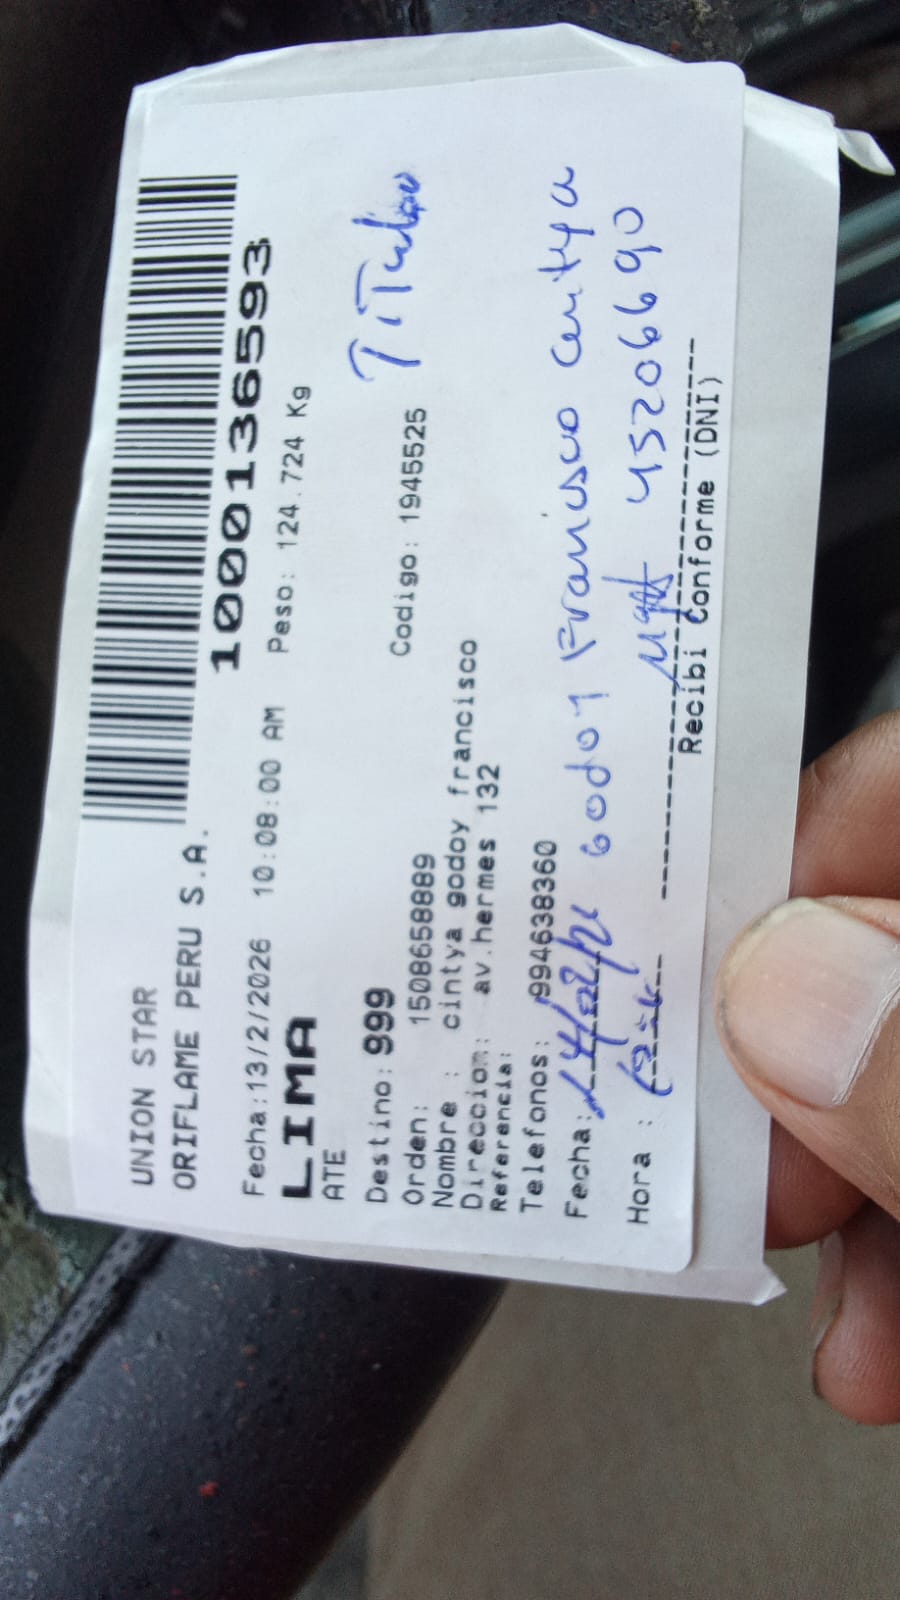 UNION STAR
ORIFLAME PERU S.A.
1000136593
Fecha:13/2/2026 10:08:00 AM Peso: 124.724 Kg
LIMA
ATE
Titular
Destino: 999
Orden: 1508658889 Codigo: 1945525
Nombre : cintya godoy francisco
Direccion: av.hermes 132
Referencia:
Telefonos: 994638360
Fecha: Godoy Francisco
Hora : 45206690
Recibi Conforme (DNI)